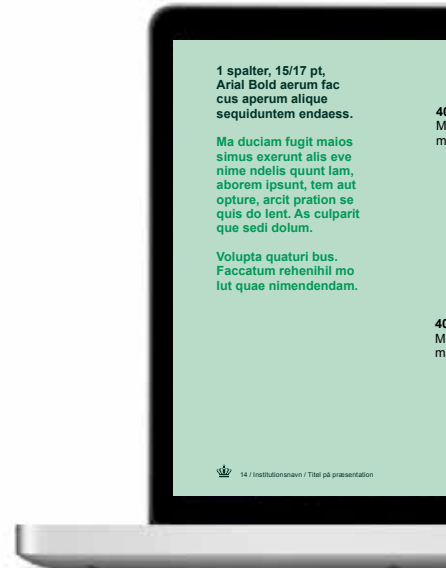 1 spalter, 15/17 pt,
Arial Bold aerum fac
cus aperum alique
sequiduntem endaess.
Ma duciam fugit maios
simus exerunt alis eve
nime ndelis quunt lam,
aborem ipsunt, tem aut
opture, arcit pration se
quis do lent. As culparit
que sedi dolum.
Volupta quaturi bus.
Faccatum rehenihil mo
lut quae nimendendam.
14 / Institutionsnavn / Titel på præsentation